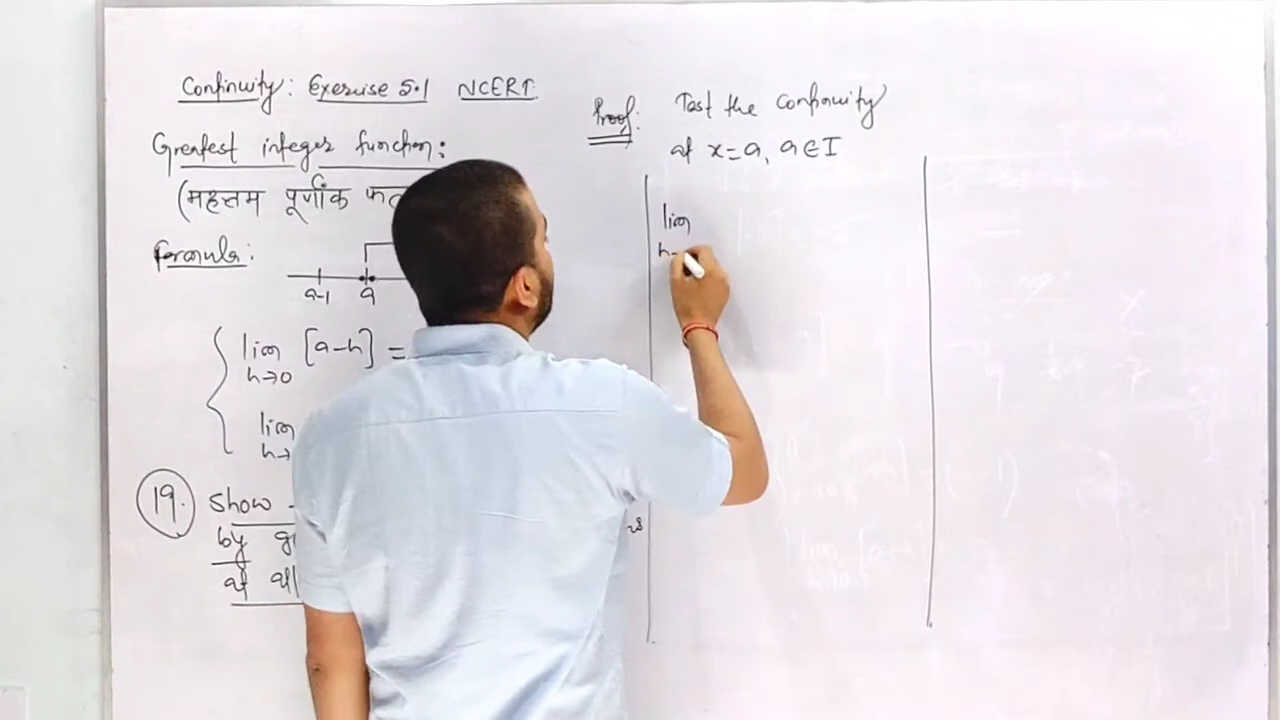 Continuity: Exercise 5.1 NCERT
Greatest integer function:
(महत्तम पूर्णांक
Formula:
a-1 a
lim [a-h] =
h→0
lim
h→
19. Show
by
at all
is
Proof: Test the continuity
at x=a, a∈I
lim
h